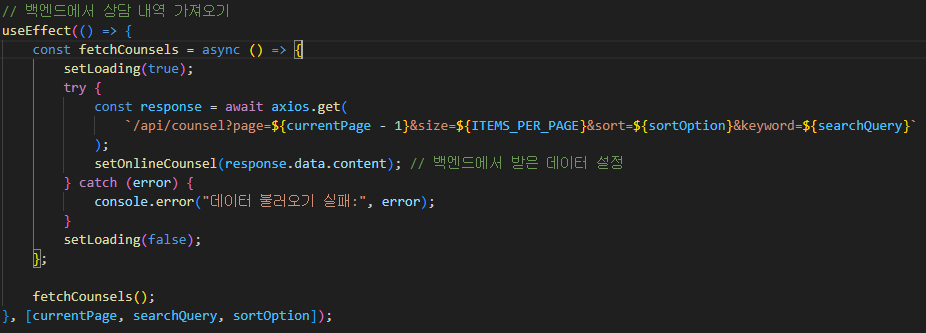 // 백엔드에서 상담 내역 가져오기
useEffect(() => {
    const fetchCounsels = async () => {
        setLoading(true);
        try {
            const response = await axios.get(
                `/api/counsel?page=${currentPage - 1}&size=${ITEMS_PER_PAGE}&sort=${sortOption}&keyword=${searchQuery}`
            );
            setOnlineCounsel(response.data.content); // 백엔드에서 받은 데이터 설정
        } catch (error) {
            console.error("데이터 불러오기 실패:", error);
        }
        setLoading(false);
    };
    fetchCounsels();
}, [currentPage, searchQuery, sortOption]);